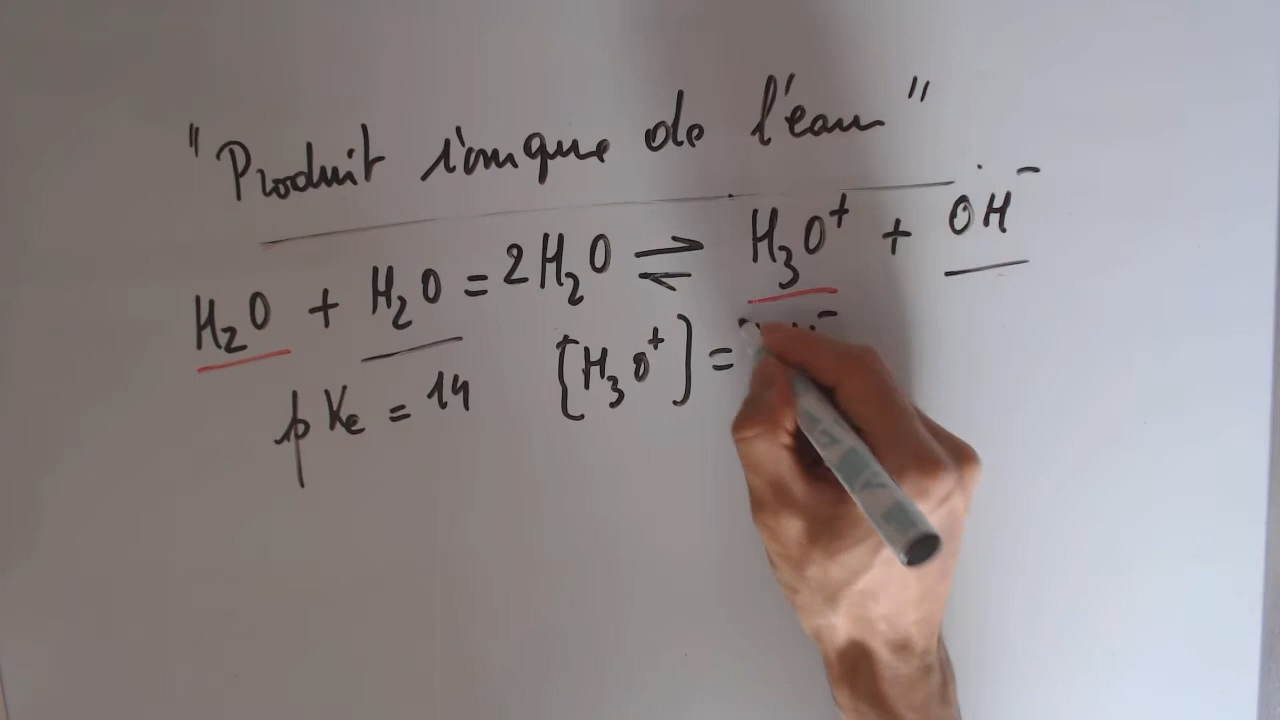 "Produit ionique de l'eau"
H₂O + H₂O = 2H₂O ⇌ H₃O⁺ + OH⁻
pKe = 14 [H₃O⁺] =